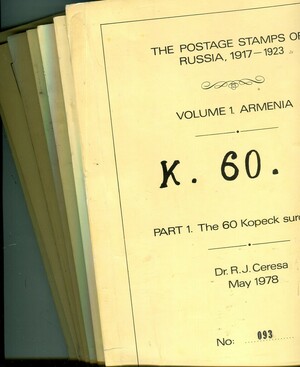 THE POSTAGE STAMPS OF
RUSSIA, 1917-1923
VOLUME 1. ARMENIA
K. 60.
PART 1. The 60 Kopeck sur
Dr. R. J. Ceresa
May 1978
No: 093